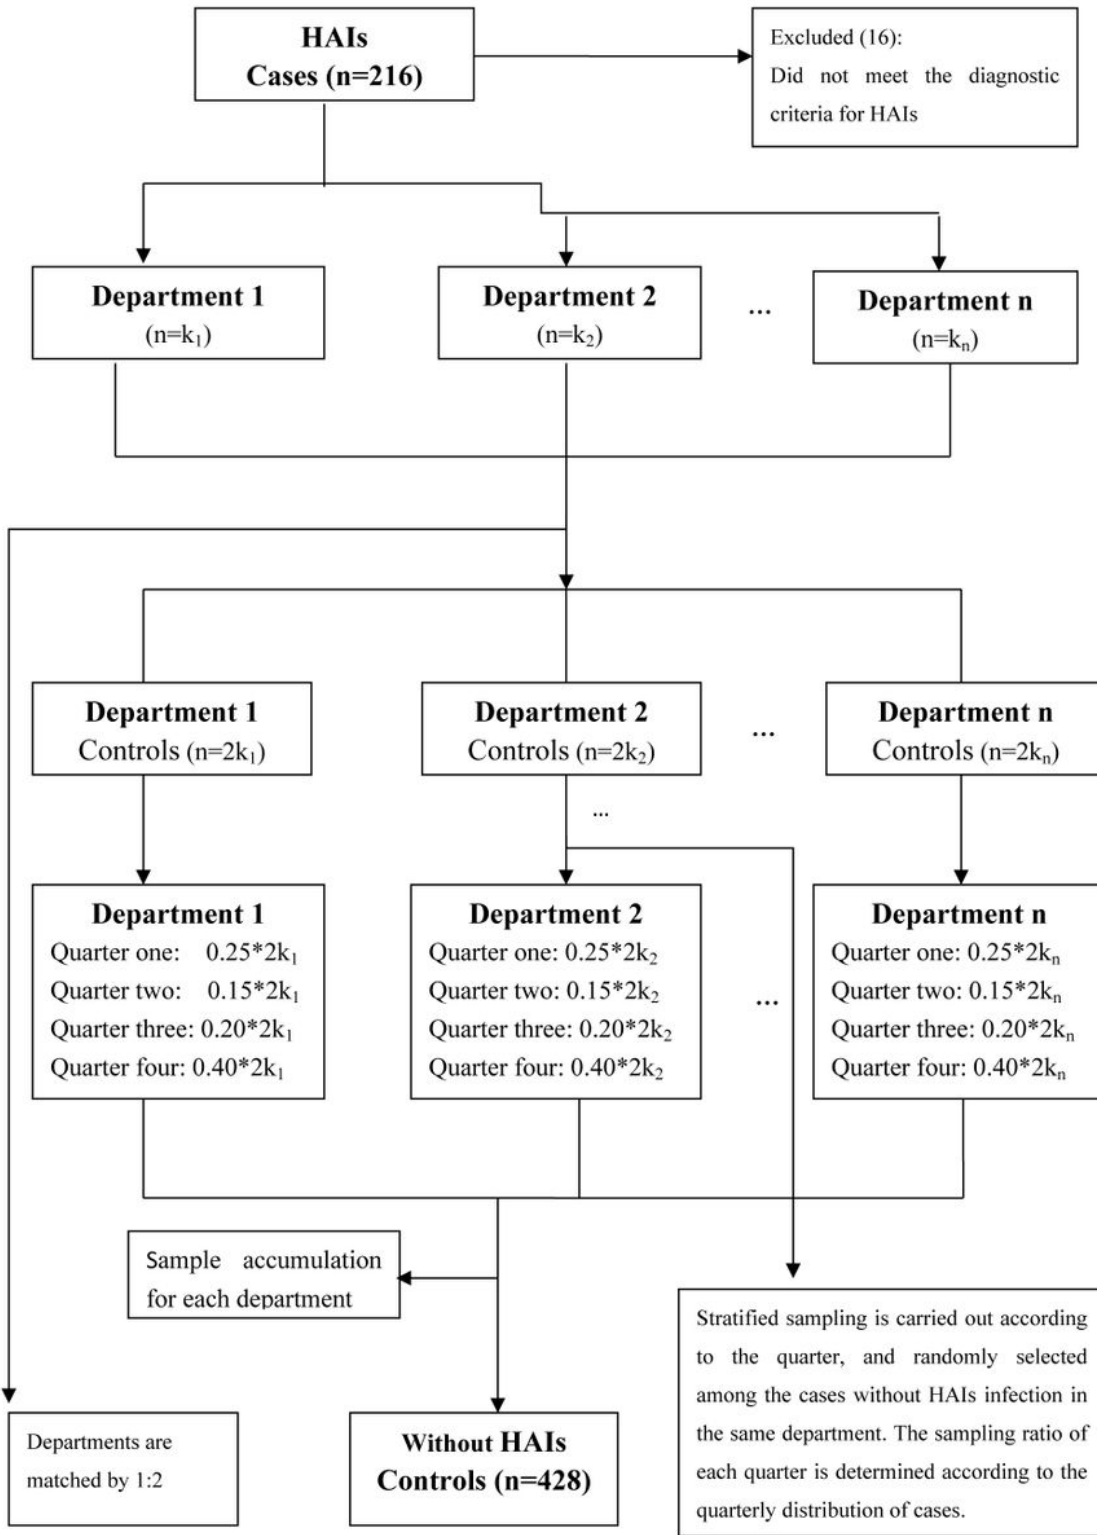 HAIs
Cases (n=216)
Excluded (16):
Did not meet the diagnostic
criteria for HAIs
Department 1
(n=k₁)
Department 2
(n=k₂)
...
Department n
(n=kₙ)
Department 1
Controls (n=2k₁)
Department 2
Controls (n=2k₂)
...
Department n
Controls (n=2kₙ)
...
Department 1
Quarter one: 0.25*2k₁
Quarter two: 0.15*2k₁
Quarter three: 0.20*2k₁
Quarter four: 0.40*2k₁
Department 2
Quarter one: 0.25*2k₂
Quarter two: 0.15*2k₂
Quarter three: 0.20*2k₂
Quarter four: 0.40*2k₂
...
Department n
Quarter one: 0.25*2kₙ
Quarter two: 0.15*2kₙ
Quarter three: 0.20*2kₙ
Quarter four: 0.40*2kₙ
Sample accumulation
for each department
Stratified sampling is carried out according
to the quarter, and randomly selected
among the cases without HAIs infection in
the same department. The sampling ratio of
each quarter is determined according to the
quarterly distribution of cases.
Departments are
matched by 1:2
Without HAIs
Controls (n=428)